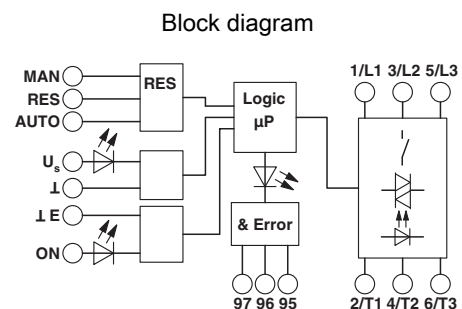 Block diagram
MAN
RES
AUTO
Us
⊥
⊥ E
ON
RES
Logic
µP
& Error
97 96 95
1/L1 3/L2 5/L3
2/T1 4/T2 6/T3